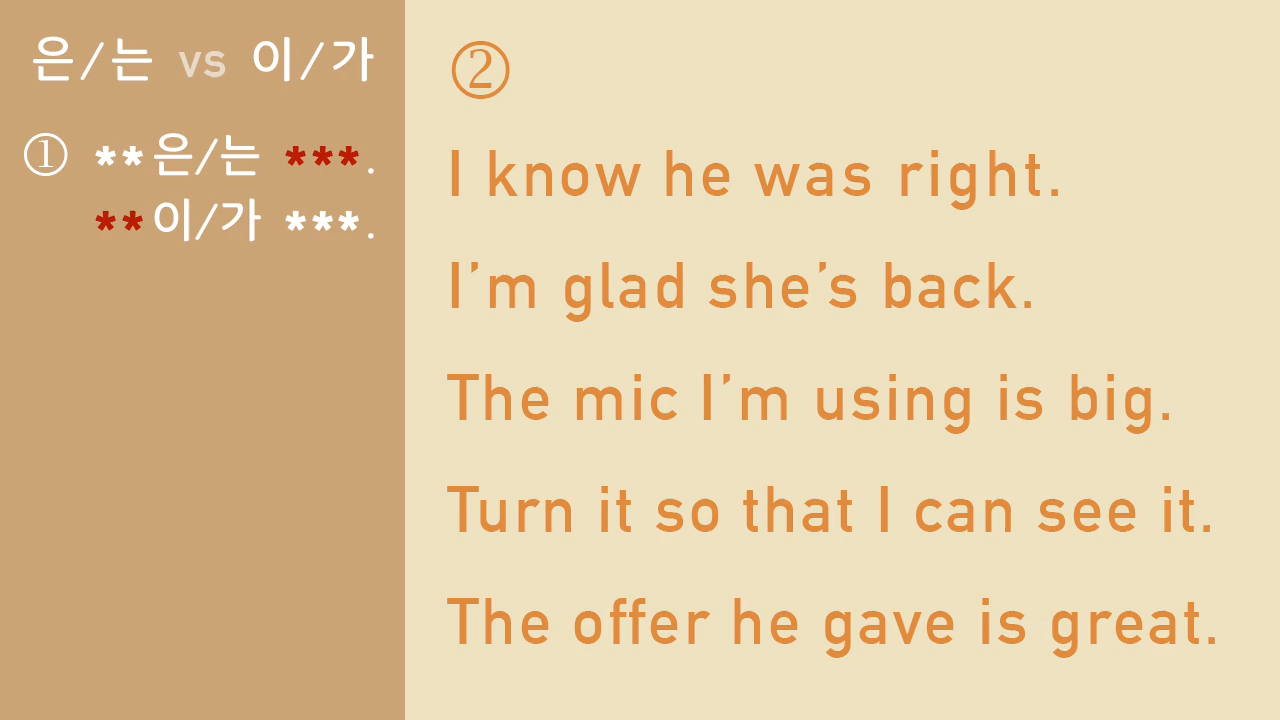 은/는 vs 이/가
① **은/는 ***.
**이/가 ***.
②
I know he was right.
I’m glad she’s back.
The mic I’m using is big.
Turn it so that I can see it.
The offer he gave is great.